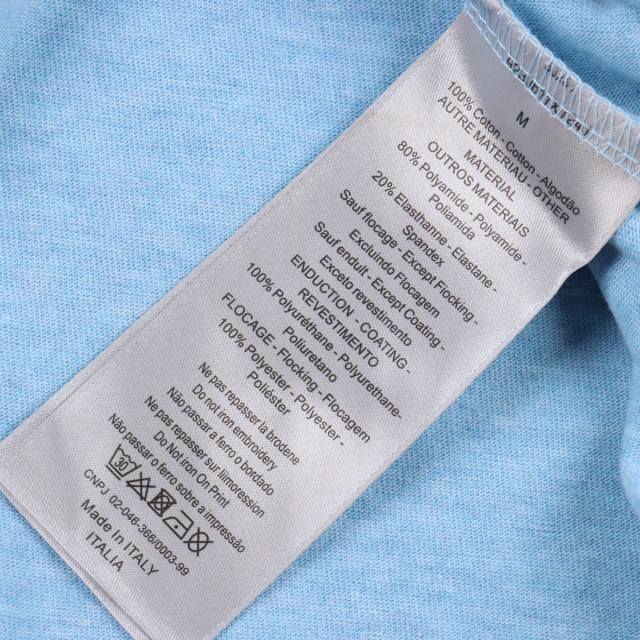 M
100% Coton - Cotton - Algodão
AUTRE MATERIAU - OTHER
MATERIAL
OUTROS MATERIAIS
80% Polyamide - Polyamide -
Poliamida
20% Elasthanne - Elastane -
Spandex
Sauf flocage - Except Flocking -
Excluindo Flocagem
Sauf enduit - Except Coating -
Exceto revestimento
ENDUCTION - COATING -
REVESTIMENTO
100% Polyuréthane - Polyurethane-
Poliuretano
FLOCAGE - Flocking - Flocagem
100% Polyester - Polyester -
Poliéster
Ne pas repasser la broderie
Do not iron embroidery
Não passar a ferro o bordado
Ne pas repasser sur ilimoression
Do Not Iron On Print
Não passar o ferro sobre a impressão
30
CNPJ 02-046-366/0003-99
Made In ITALY
ITALIA